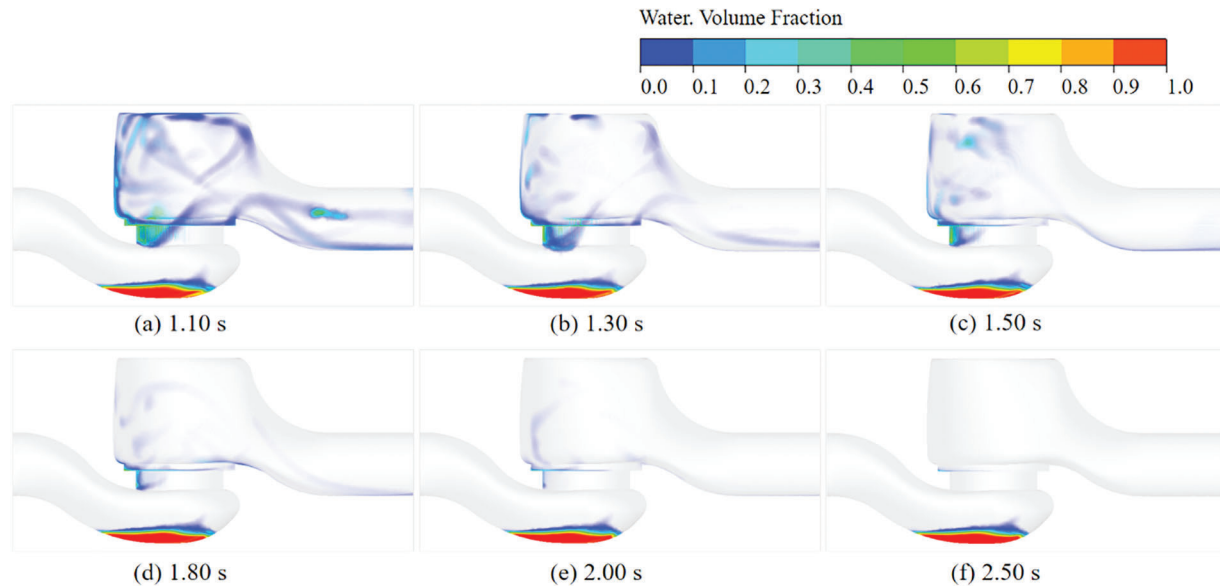 Water. Volume Fraction
0.0 0.1 0.2 0.3 0.4 0.5 0.6 0.7 0.8 0.9 1.0
(a) 1.10 s (b) 1.30 s (c) 1.50 s
(d) 1.80 s (e) 2.00 s (f) 2.50 s